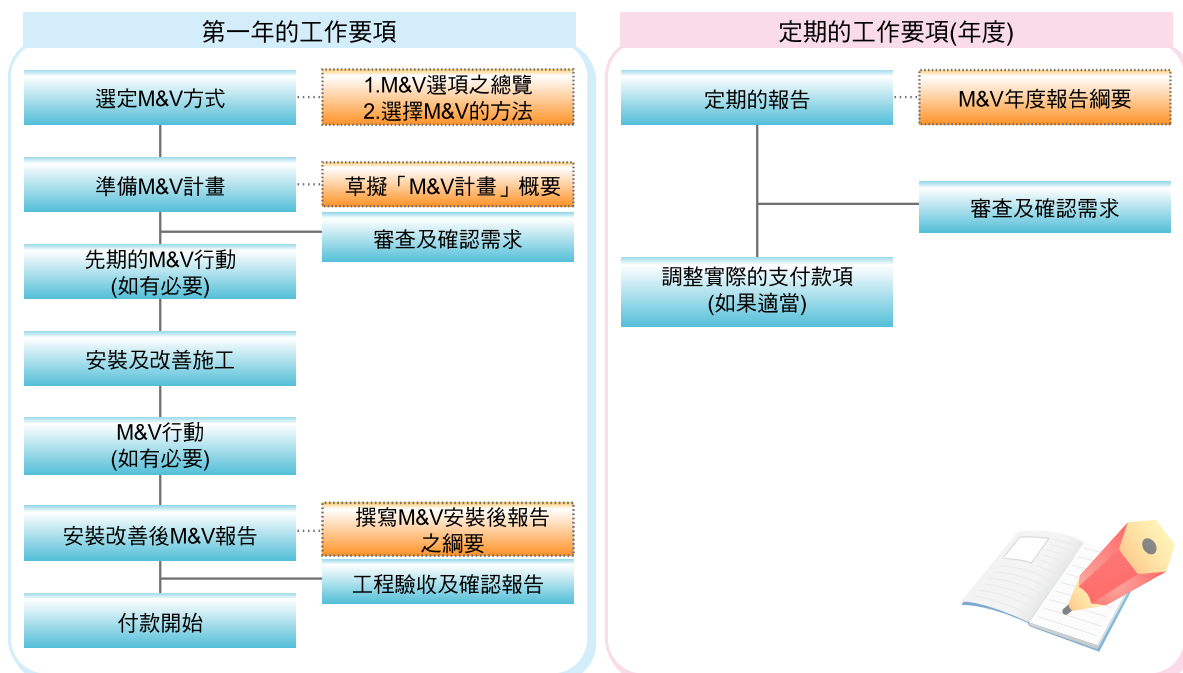 第一年的工作要項
選定M&V方式
1.M&V選項之總覽
2.選擇M&V的方法
準備M&V計畫
草擬「M&V計畫」概要
審查及確認需求
先期的M&V行動
(如有必要)
安裝及改善施工
M&V行動
(如有必要)
安裝改善後M&V報告
撰寫M&V安裝後報告
之綱要
工程驗收及確認報告
付款開始
定期的工作要項(年度)
定期的報告
M&V年度報告綱要
審查及確認需求
調整實際的支付款項
(如果適當)